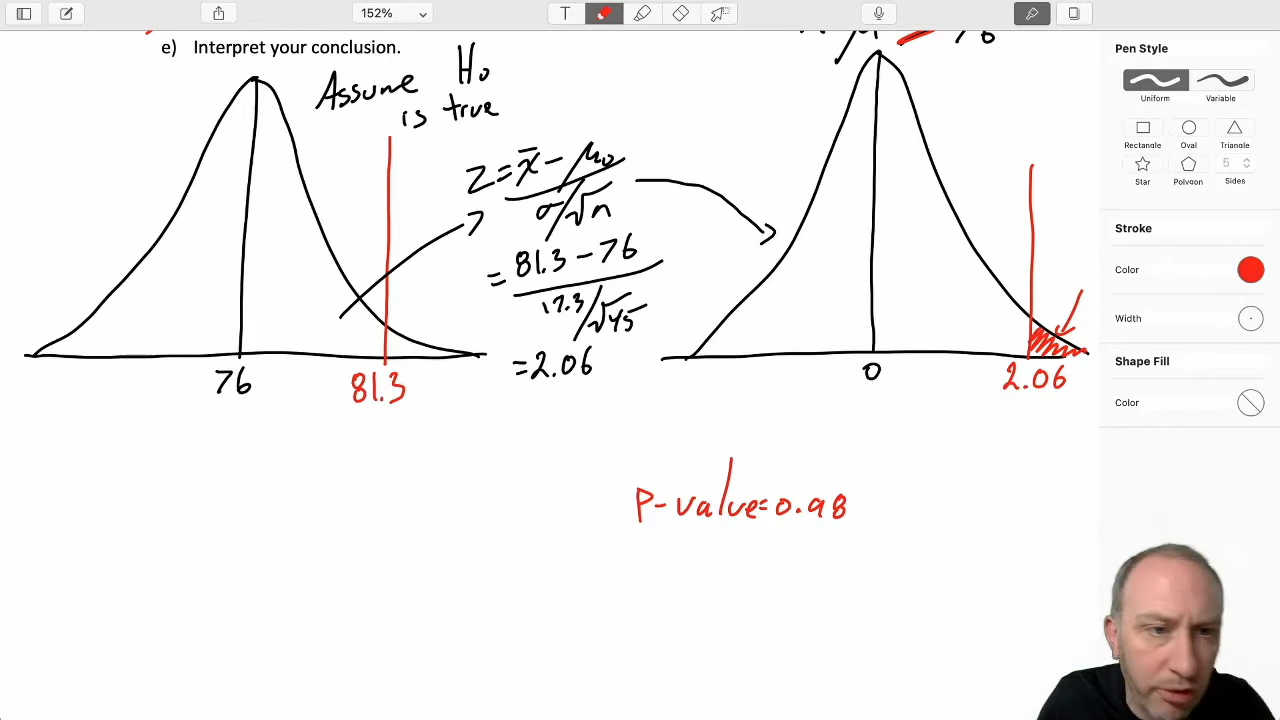 T
152%
e) Interpret your conclusion.
Assume H₀
is true
76
Z = x̄ - μ₀
σ/√n
= 81.3 - 76
17.3/√45
= 2.06
76
81.3
0
2.06
P-value = 0.98
Pen Style
Uniform
Variable
Rectangle
Oval
Triangle
Star
Polygon
5
Sides
Stroke
Color
Width
Shape Fill
Color